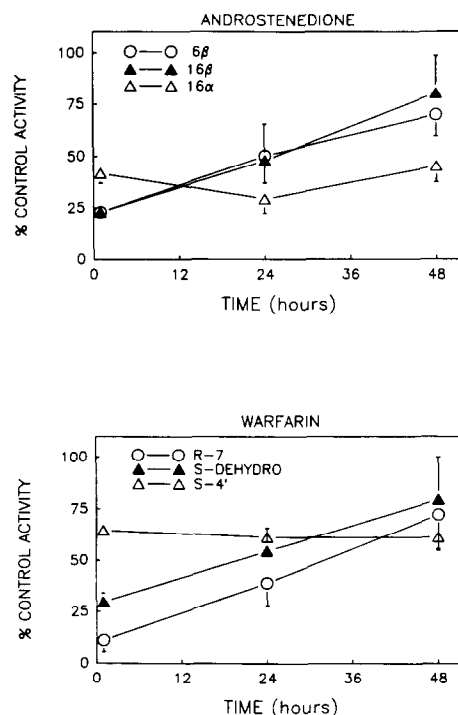 ANDROSTENEDIONE
6β
16β
16α
100
75
50
25
0
% CONTROL ACTIVITY
0 12 24 36 48
TIME (hours)
WARFARIN
R-7
S-DEHYDRO
S-4'
100
75
50
25
0
% CONTROL ACTIVITY
0 12 24 36 48
TIME (hours)